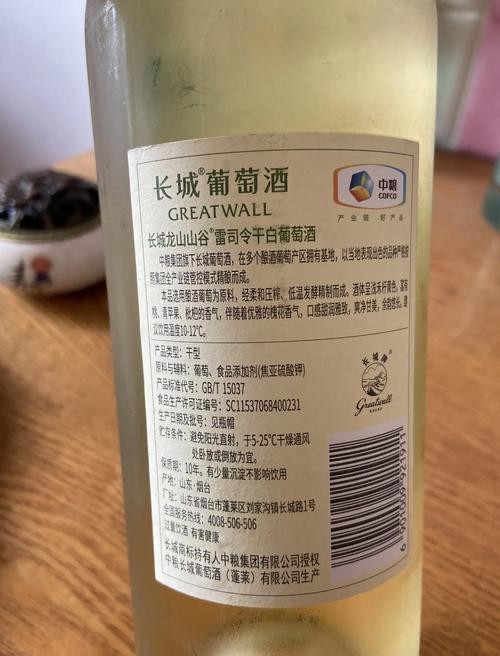 长城®葡萄酒
GREATWALL
中粮
COFCO
产业链 好产品
长城龙山山谷®雷司令干白葡萄酒
中粮集团旗下长城葡萄酒，在多个酿酒葡萄产区拥有基地，以当地表现出色的品种严格按
照集团全产业链管控模式精酿而成。
本品选用酿酒葡萄为原料，经柔和压榨、低温发酵精制而成。酒体呈浅禾秆黄色，富有
桃、青苹果、枇杷的香气，伴随着优雅的槐花香气，口感甜润雅致，爽净甘美，余韵悠长。建
议饮用温度10-12℃。
产品类型：干型
原料与辅料：葡萄、食品添加剂(焦亚硫酸钾)
产品标准代号：GB/T 15037
食品生产许可证编号：SC11537068400231
生产日期及批号：见瓶帽
贮存条件：避免阳光直射，于5-25℃干燥通风
处卧放或倒放为宜。
保质期：10年。有少量沉淀不影响饮用
产地：山东·烟台
厂址：山东省烟台市蓬莱区刘家沟镇长城路1号
全国服务热线：4008-506-506
过量饮酒 有害健康
长城商标持有人中粮集团有限公司授权
中粮长城葡萄酒（蓬莱）有限公司生产
长城牌
Greatwall
BRAND